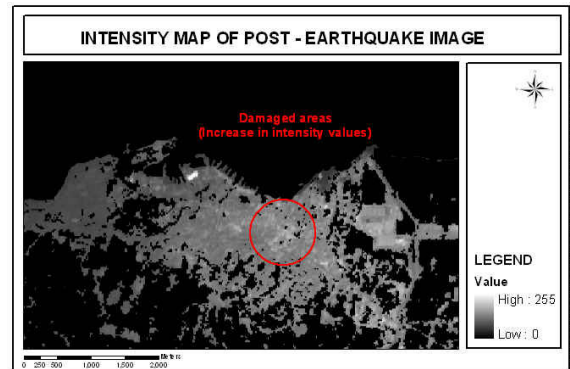 INTENSITY MAP OF POST - EARTHQUAKE IMAGE
Damaged areas
(Increase in intensity values)
LEGEND
Value
High : 255
Low : 0
Meters
0 250 500 1,000 1,500 2,000